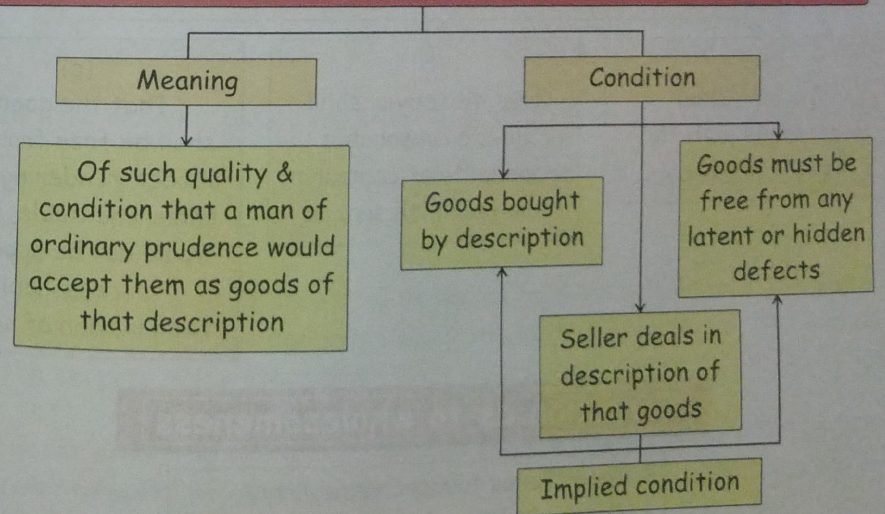 Meaning
Condition
Of such quality &
condition that a man of
ordinary prudence would
accept them as goods of
that description
Goods bought
by description
Goods must be
free from any
latent or hidden
defects
Seller deals in
description of
that goods
Implied condition